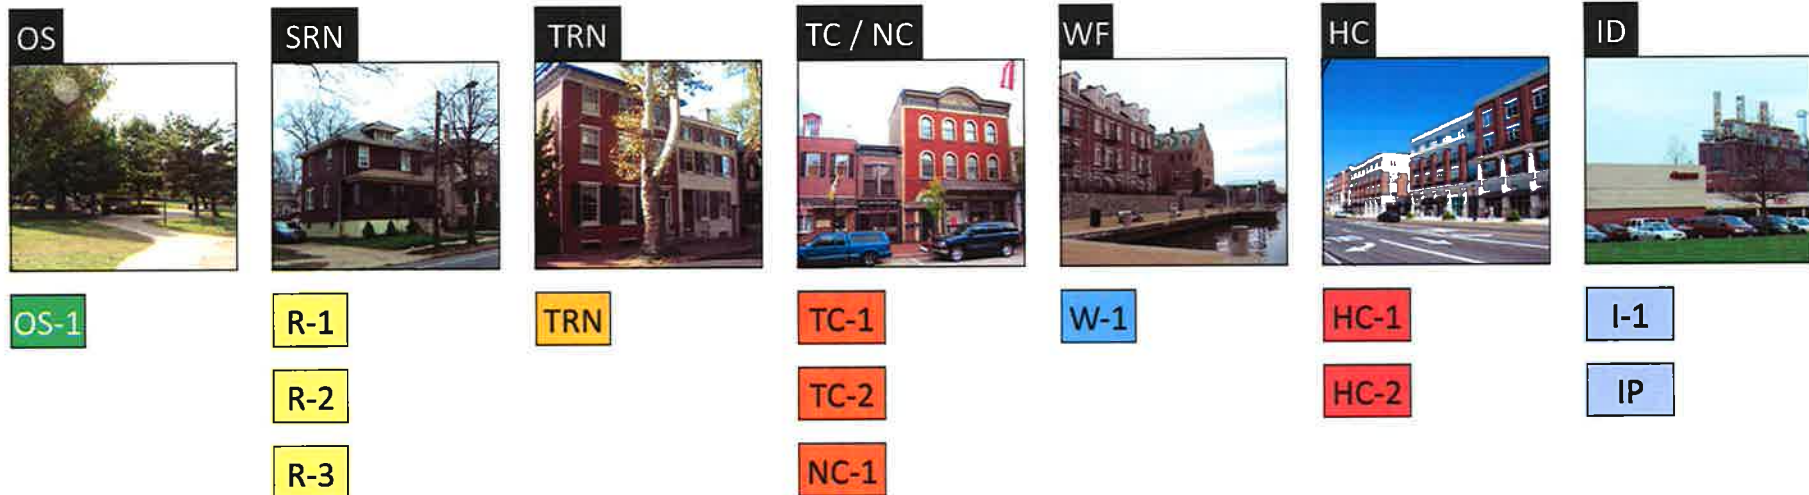 OS
SRN
TRN
TC / NC
WF
HC
ID
OS-1
R-1
TRN
TC-1
W-1
HC-1
I-1
R-2
TC-2
HC-2
IP
R-3
NC-1